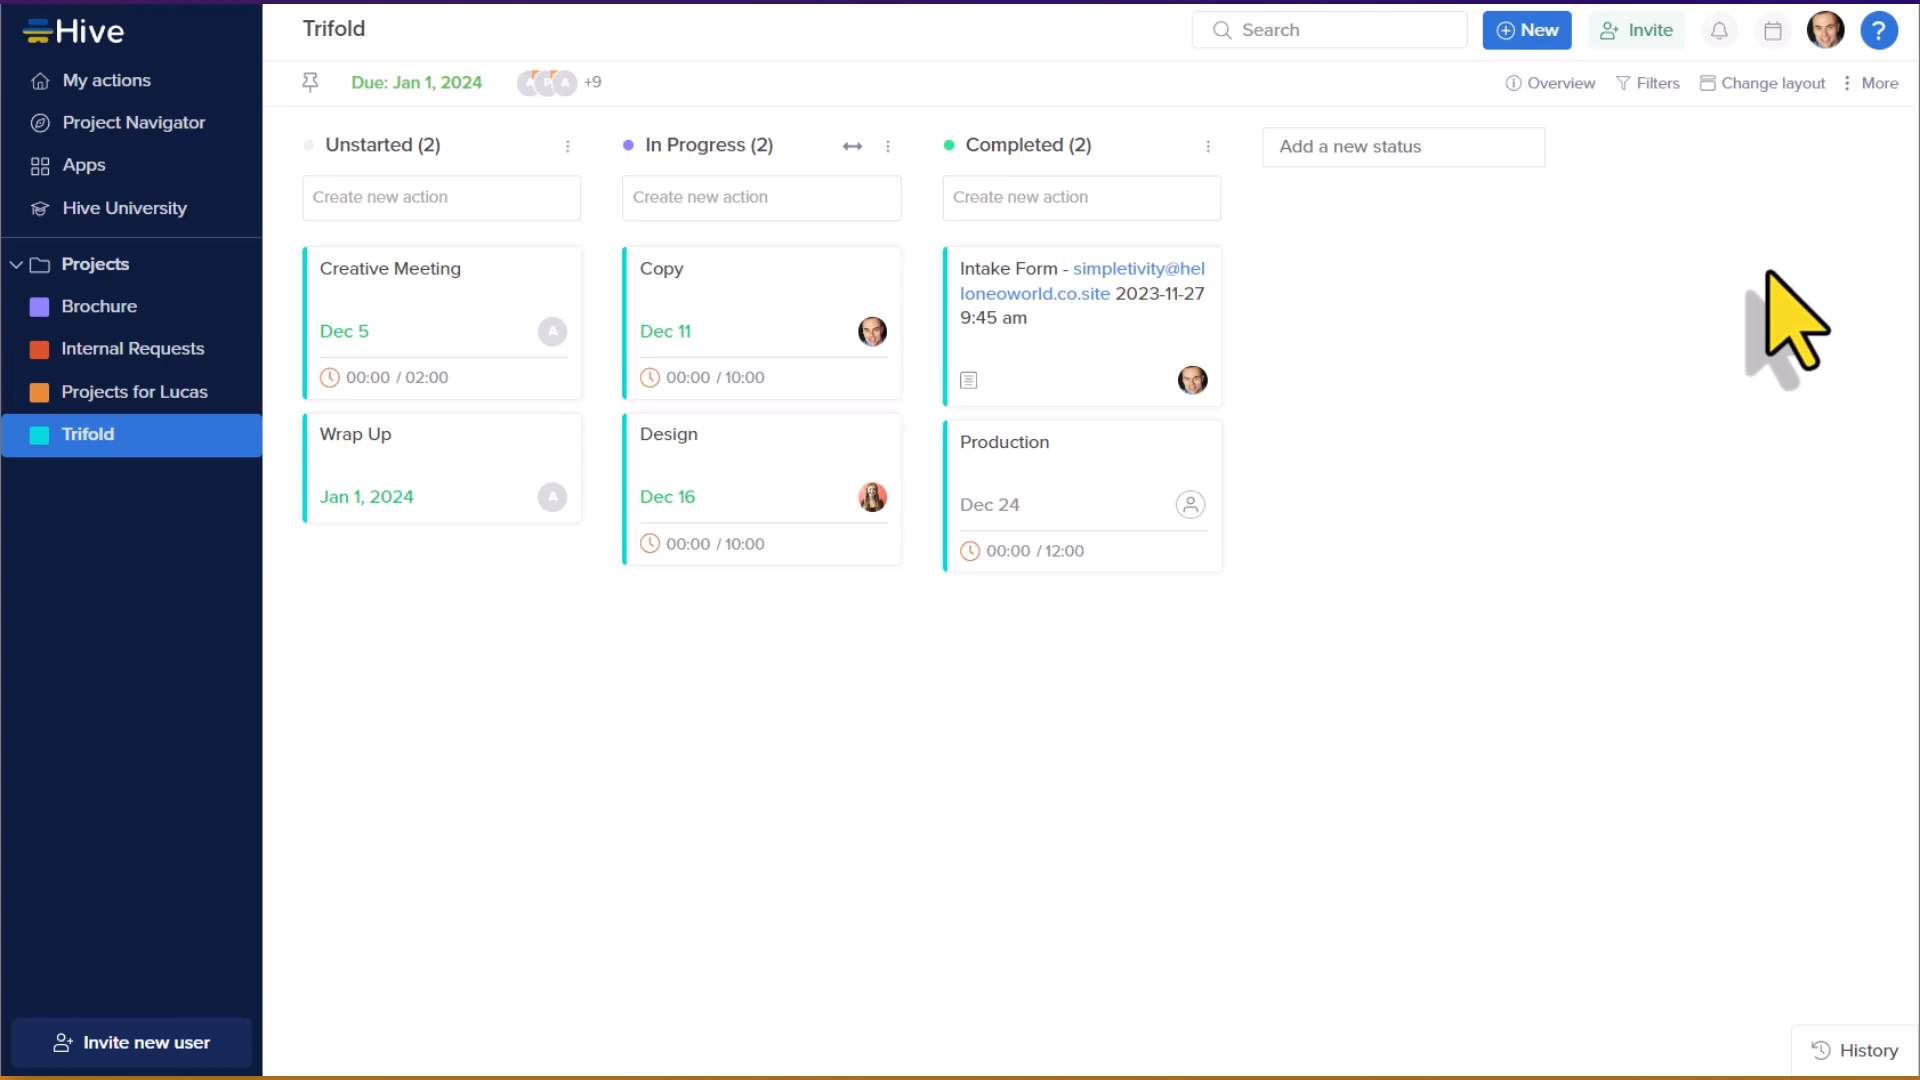 Hive
My actions
Project Navigator
Apps
Hive University
Projects
Brochure
Internal Requests
Projects for Lucas
Trifold
Invite new user
Trifold
Search
New
Invite
?
Due: Jan 1, 2024
A P A +9
Overview
Filters
Change layout
More
Unstarted (2)
Create new action
Creative Meeting
Dec 5
A
00:00 / 02:00
Wrap Up
Jan 1, 2024
A
In Progress (2)
Create new action
Copy
Dec 11
00:00 / 10:00
Design
Dec 16
00:00 / 10:00
Completed (2)
Create new action
Intake Form - simpletivity@hel
loneoworld.co.site 2023-11-27
9:45 am
Production
Dec 24
00:00 / 12:00
Add a new status
History